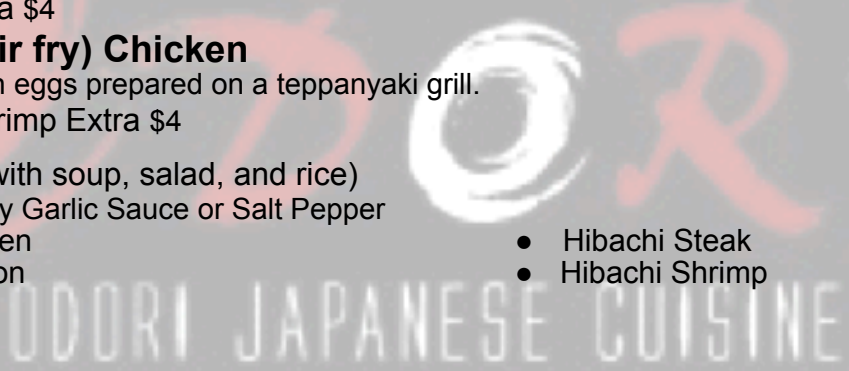 a $4
ir fry) Chicken
n eggs prepared on a teppanyaki grill.
rimp Extra $4
with soup, salad, and rice)
y Garlic Sauce or Salt Pepper
en
● Hibachi Steak
on
● Hibachi Shrimp
DOR
ODORI JAPANESE CUISINE